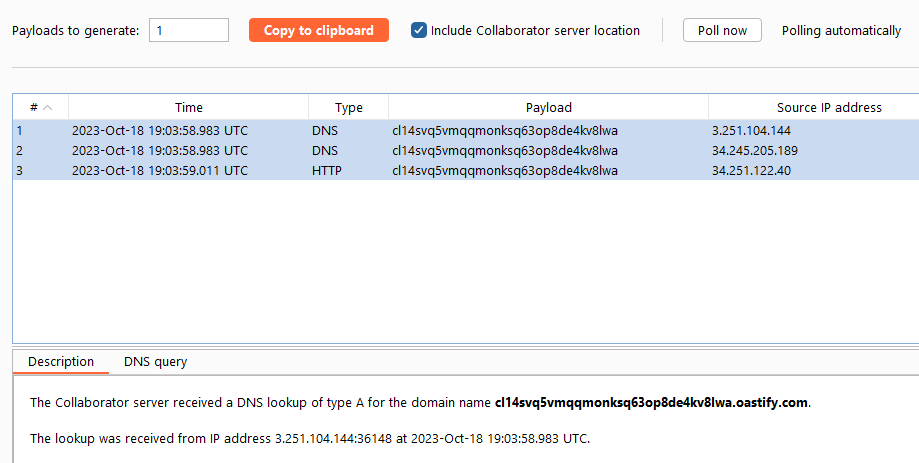 Payloads to generate: 1 Copy to clipboard Include Collaborator server location Poll now Polling automatically
# Time Type Payload Source IP address
1 2023-Oct-18 19:03:58.983 UTC DNS cl14svq5vmqqmonksq63op8de4kv8lwa 3.251.104.144
2 2023-Oct-18 19:03:58.983 UTC DNS cl14svq5vmqqmonksq63op8de4kv8lwa 34.245.205.189
3 2023-Oct-18 19:03:59.011 UTC HTTP cl14svq5vmqqmonksq63op8de4kv8lwa 34.251.122.40
Description DNS query
The Collaborator server received a DNS lookup of type A for the domain name cl14svq5vmqqmonksq63op8de4kv8lwa.oastify.com.
The lookup was received from IP address 3.251.104.144:36148 at 2023-Oct-18 19:03:58.983 UTC.